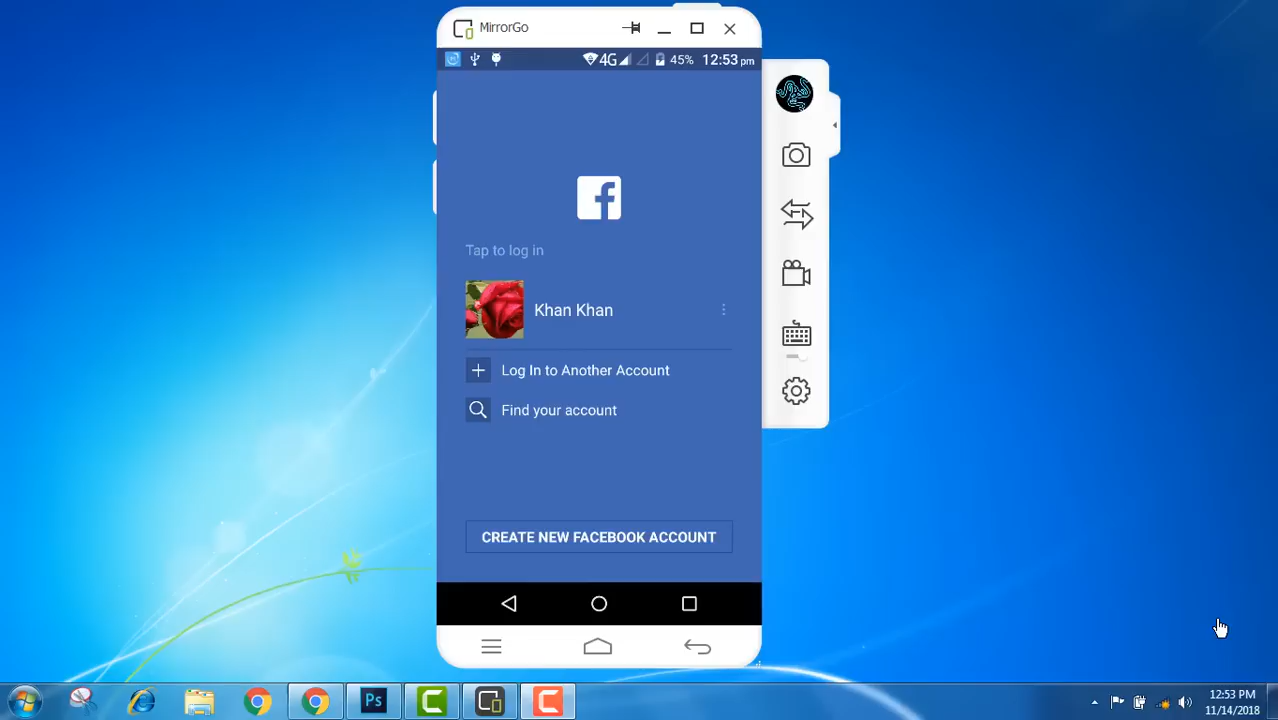 MirrorGo
4G 45% 12:53 pm
Tap to log in
Khan Khan
Log In to Another Account
Find your account
CREATE NEW FACEBOOK ACCOUNT
Ps
12:53 PM
11/14/2018